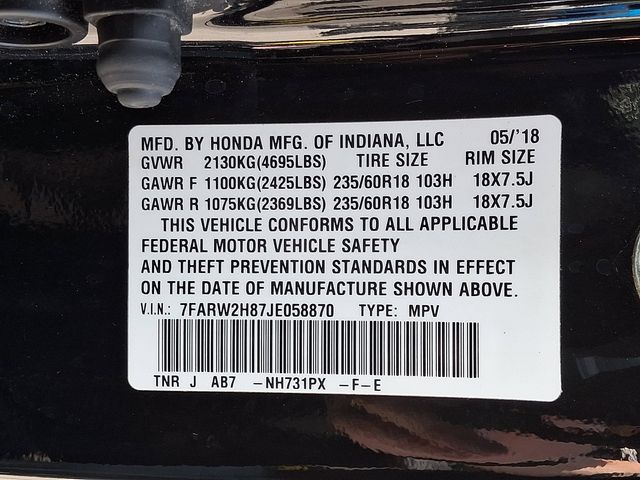 MFD. BY HONDA MFG. OF INDIANA, LLC 05/'18
GVWR 2130KG(4695LBS) TIRE SIZE RIM SIZE
GAWR F 1100KG(2425LBS) 235/60R18 103H 18X7.5J
GAWR R 1075KG(2369LBS) 235/60R18 103H 18X7.5J
THIS VEHICLE CONFORMS TO ALL APPLICABLE
FEDERAL MOTOR VEHICLE SAFETY
AND THEFT PREVENTION STANDARDS IN EFFECT
ON THE DATE OF MANUFACTURE SHOWN ABOVE.
V.I.N.: 7FARW2H87JE058870 TYPE: MPV
TNR J AB7 -NH731PX -F-E